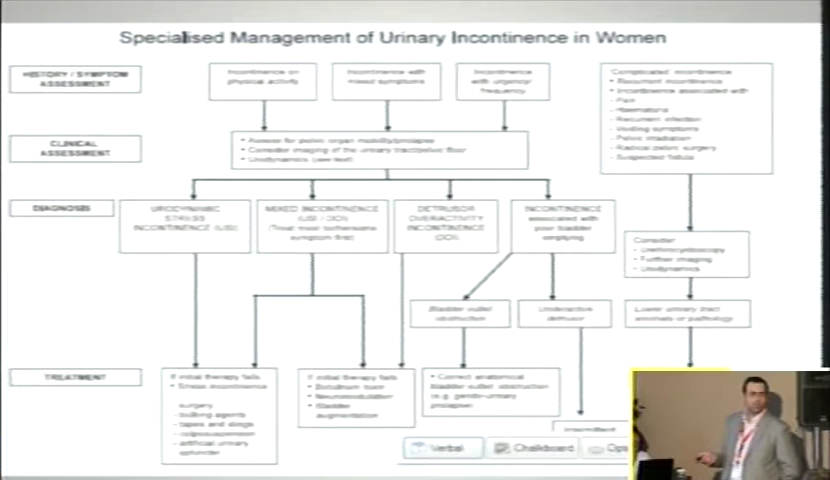 Specialised Management of Urinary Incontinence in Women
HISTORY / SYMPTOM
ASSESSMENT
Incontinence on
physical activity
Incontinence with
mixed symptoms
Incontinence
with urgency/
frequency
Complicated incontinence
• Recurrent incontinence
• Incontinence associated with
- Pain
- Haematuria
- Recurrent infection
- Voiding symptoms
- Pelvic irradiation
- Radical pelvic surgery
- Suspected fistula
CLINICAL
ASSESSMENT
• Assess for pelvic organ mobility/prolapse
• Consider imaging of the urinary tract/pelvic floor
• Urodynamics (see text)
DIAGNOSIS
URODYNAMIC
STRESS
INCONTINENCE (USI)
MIXED INCONTINENCE
(USI / DOI)
(Treat most bothersome
symptom first)
DETRUSOR
OVERACTIVITY
INCONTINENCE
(DOI)
INCONTINENCE
associated with
poor bladder
emptying
Consider
• Urethrocystoscopy
• Further imaging
• Urodynamics
Bladder outlet
obstruction
Underactive
detrusor
Lower urinary tract
anomaly or pathology
TREATMENT
If initial therapy fails
• Stress incontinence
surgery
- bulking agents
- tapes and slings
- colposuspension
- artificial urinary
sphincter
If initial therapy fails
• Botulinum toxin
• Neuromodulation
• Bladder
augmentation
• Correct anatomical
bladder outlet obstruction
(e.g. genito-urinary
prolapse)
Intermittent
Verbal
Chalkboard